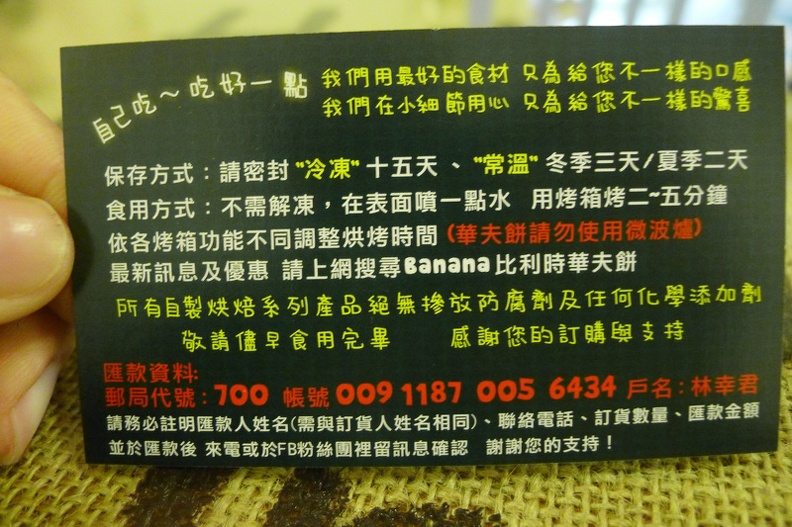 自己吃～吃好一點
我們用最好的食材 只為給您不一樣的口感
我們在小細節用心 只為給您不一樣的驚喜
保存方式：請密封"冷凍"十五天、"常溫"冬季三天/夏季二天
食用方式：不需解凍，在表面噴一點水 用烤箱烤二~五分鐘
依各烤箱功能不同調整烘烤時間 (華夫餅請勿使用微波爐)
最新訊息及優惠 請上網搜尋Banana比利時華夫餅
所有自製烘焙系列產品絕無摻放防腐劑及任何化學添加劑
敬請儘早食用完畢 感謝您的訂購與支持
匯款資料:
郵局代號：700 帳號 009 1187 005 6434 戶名：林幸君
請務必註明匯款人姓名(需與訂貨人姓名相同)、聯絡電話、訂貨數量、匯款金額
並於匯款後 來電或於FB粉絲團裡留訊息確認 謝謝您的支持！